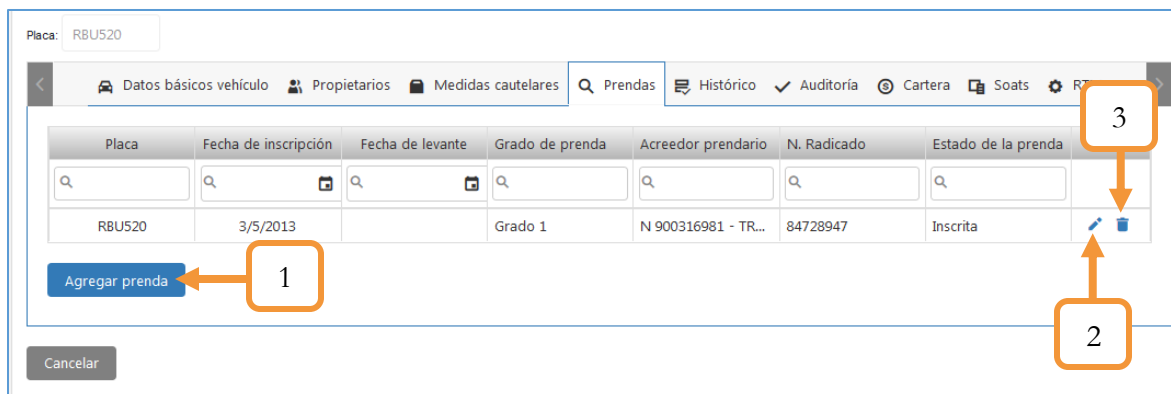 Placa: RBU520
Datos básicos vehículo Propietarios Medidas cautelares Prendas Histórico Auditoría Cartera Soats
3
Placa Fecha de inscripción Fecha de levante Grado de prenda Acreedor prendario N. Radicado Estado de la prenda
RBU520 3/5/2013 Grado 1 N 900316981 - TR... 84728947 Inscrita
Agregar prenda 1
2
Cancelar